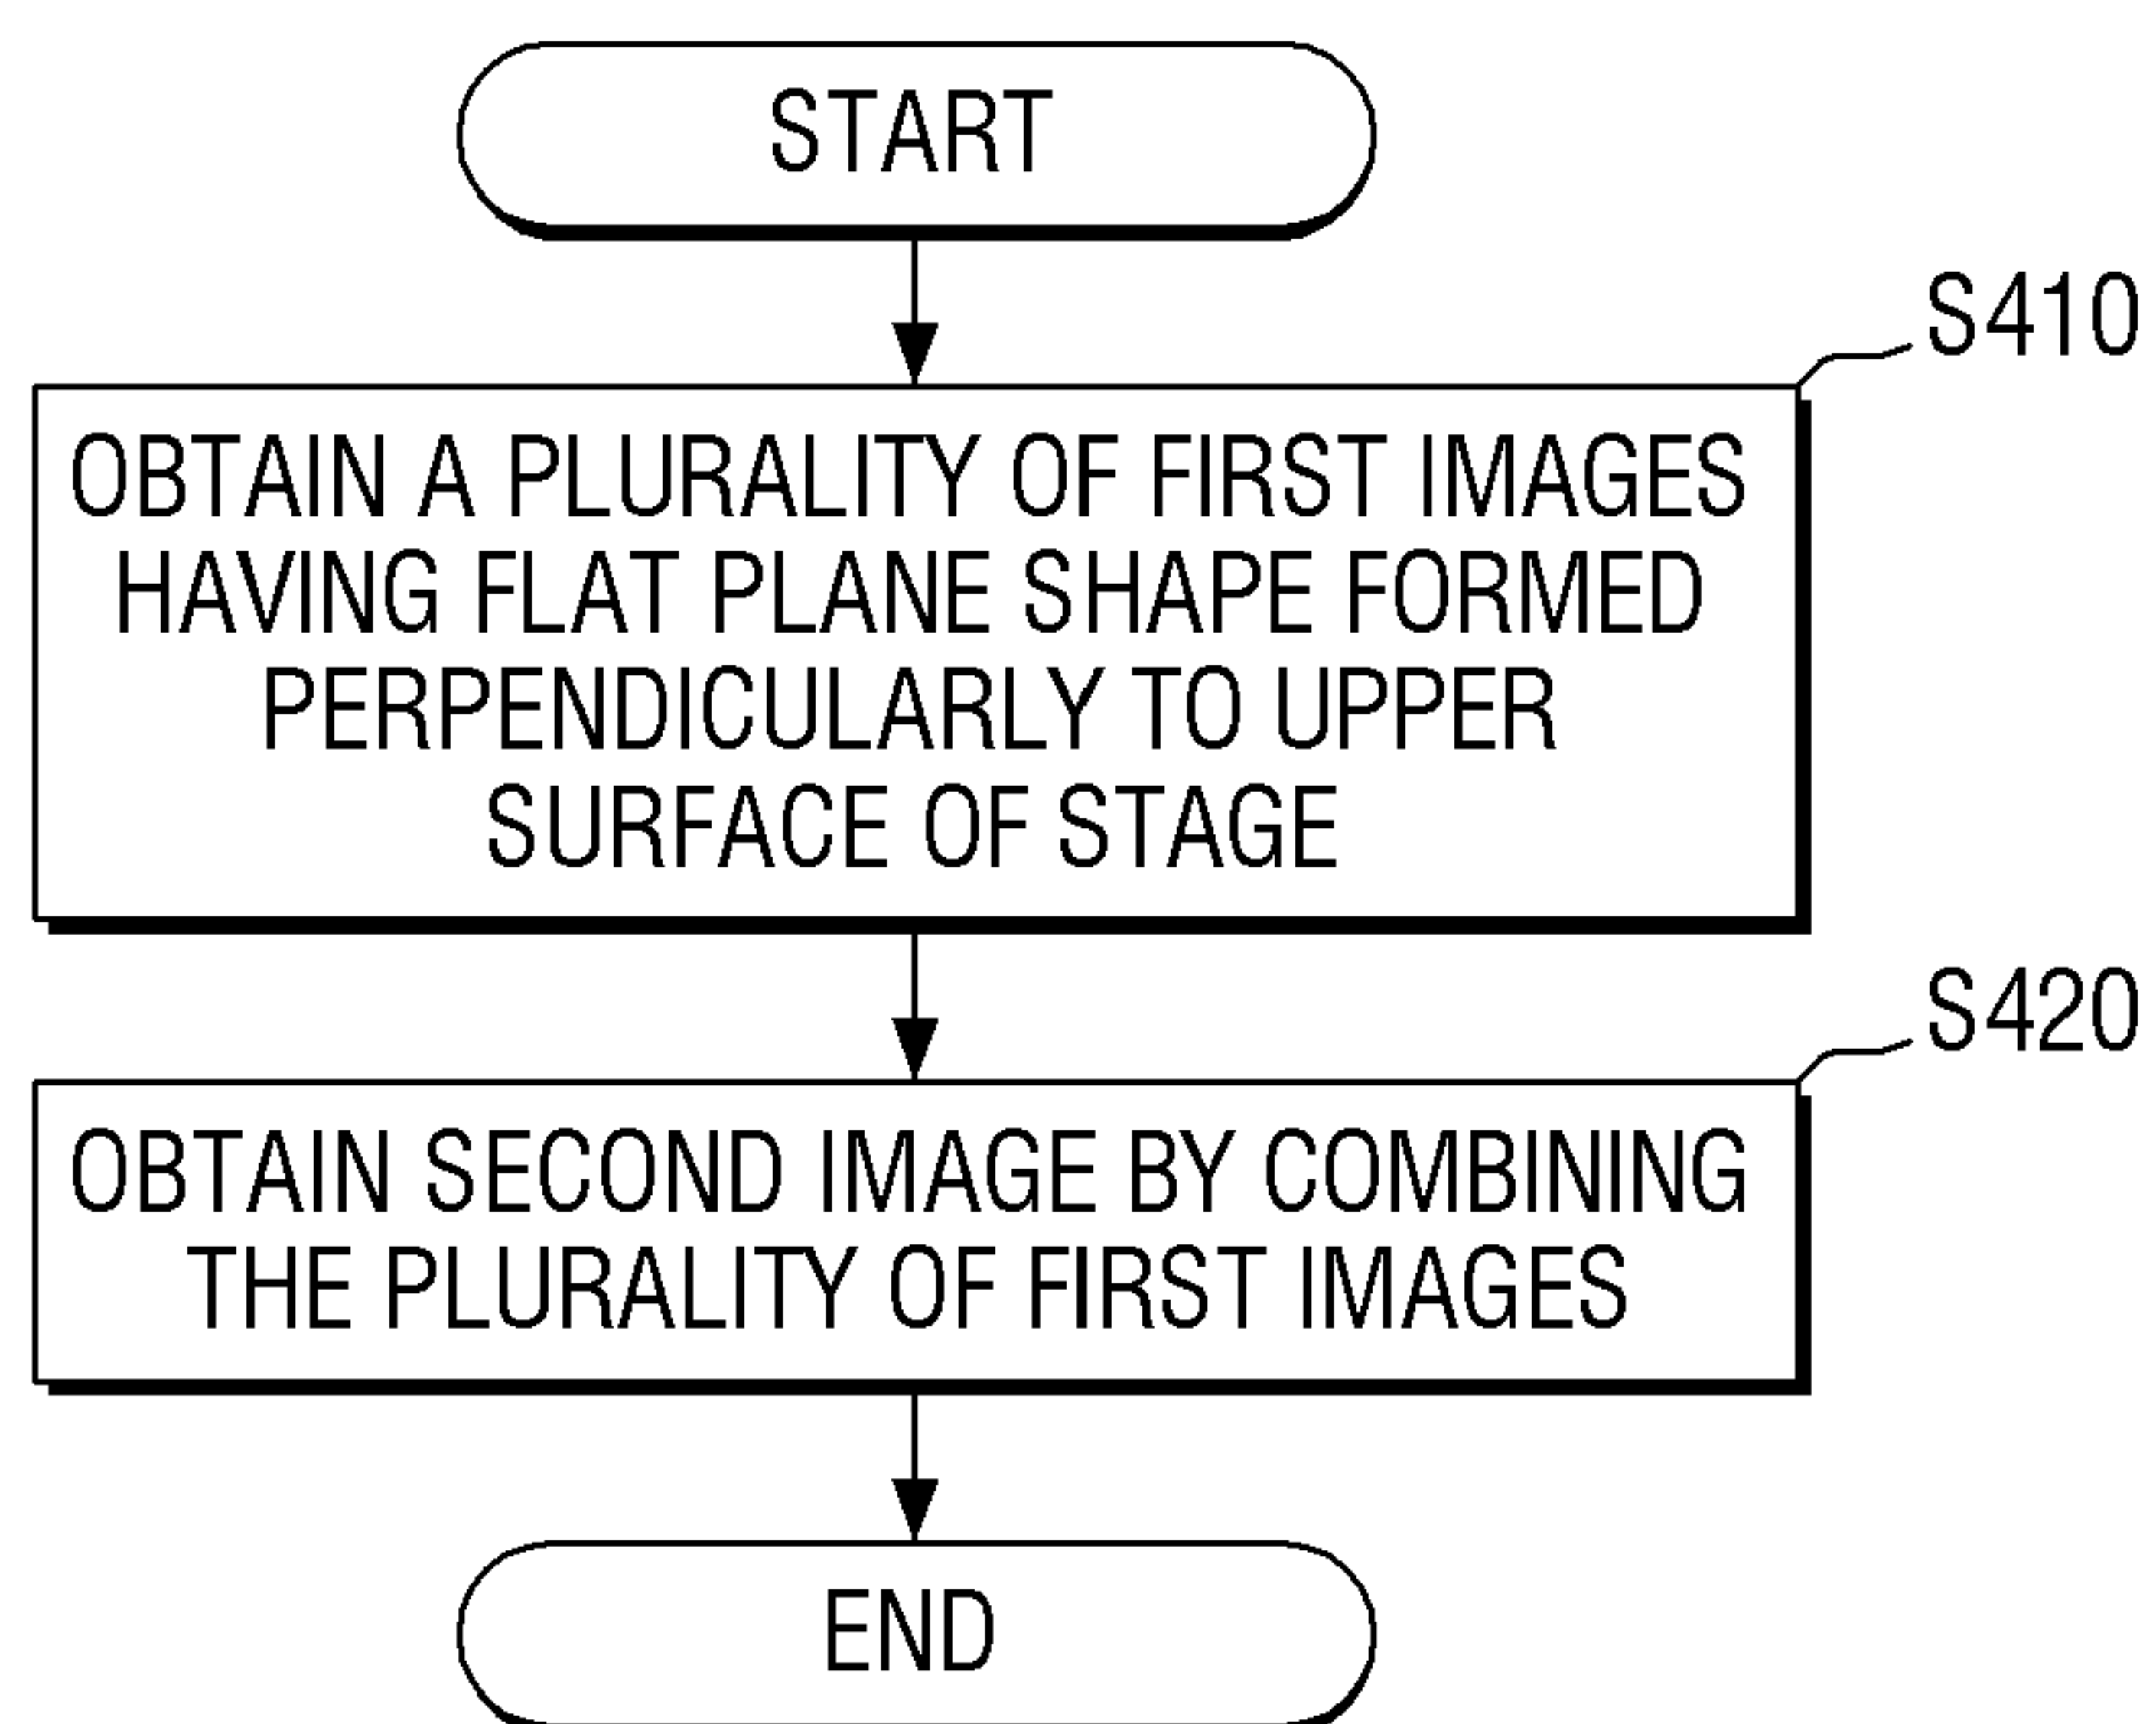 START
S410
OBTAIN A PLURALITY OF FIRST IMAGES
HAVING FLAT PLANE SHAPE FORMED
PERPENDICULARLY TO UPPER
SURFACE OF STAGE
S420
OBTAIN SECOND IMAGE BY COMBINING
THE PLURALITY OF FIRST IMAGES
END